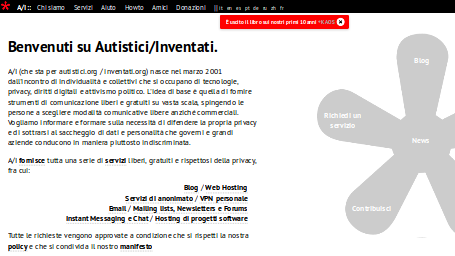 A/I :: Chi siamo Servizi Aiuto Howto Amici Donazioni it en es pt de ca zh fr
È uscito il libro sui nostri primi 10 anni +KAOS
Benvenuti su Autistici/Inventati.
A/I (che sta per autistici.org / inventati.org) nasce nel marzo 2001
dall'incontro di individualità e collettivi che si occupano di tecnologie,
privacy, diritti digitali e attivismo politico. L'idea di base è quella di fornire
strumenti di comunicazione liberi e gratuiti su vasta scala, spingendo le
persone a scegliere modalità comunicative libere anziché commerciali.
Vogliamo informare e formare sulla necessità di difendere la propria privacy
e di sottrarsi al saccheggio di dati e personalità che governi e grandi
aziende conducono in maniera piuttosto indiscriminata.
A/I fornisce tutta una serie di servizi liberi, gratuiti e rispettosi della privacy,
fra cui:
Blog / Web Hosting
Servizi di anonimato / VPN personale
Email / Mailing lists, Newsletters e Forums
Instant Messaging e Chat / Hosting di progetti software
Tutte le richieste vengono approvate a condizione che si rispetti la nostra
policy e che si condivida il nostro manifesto
Blog
Richiedi un
servizio
News
Contribuisci